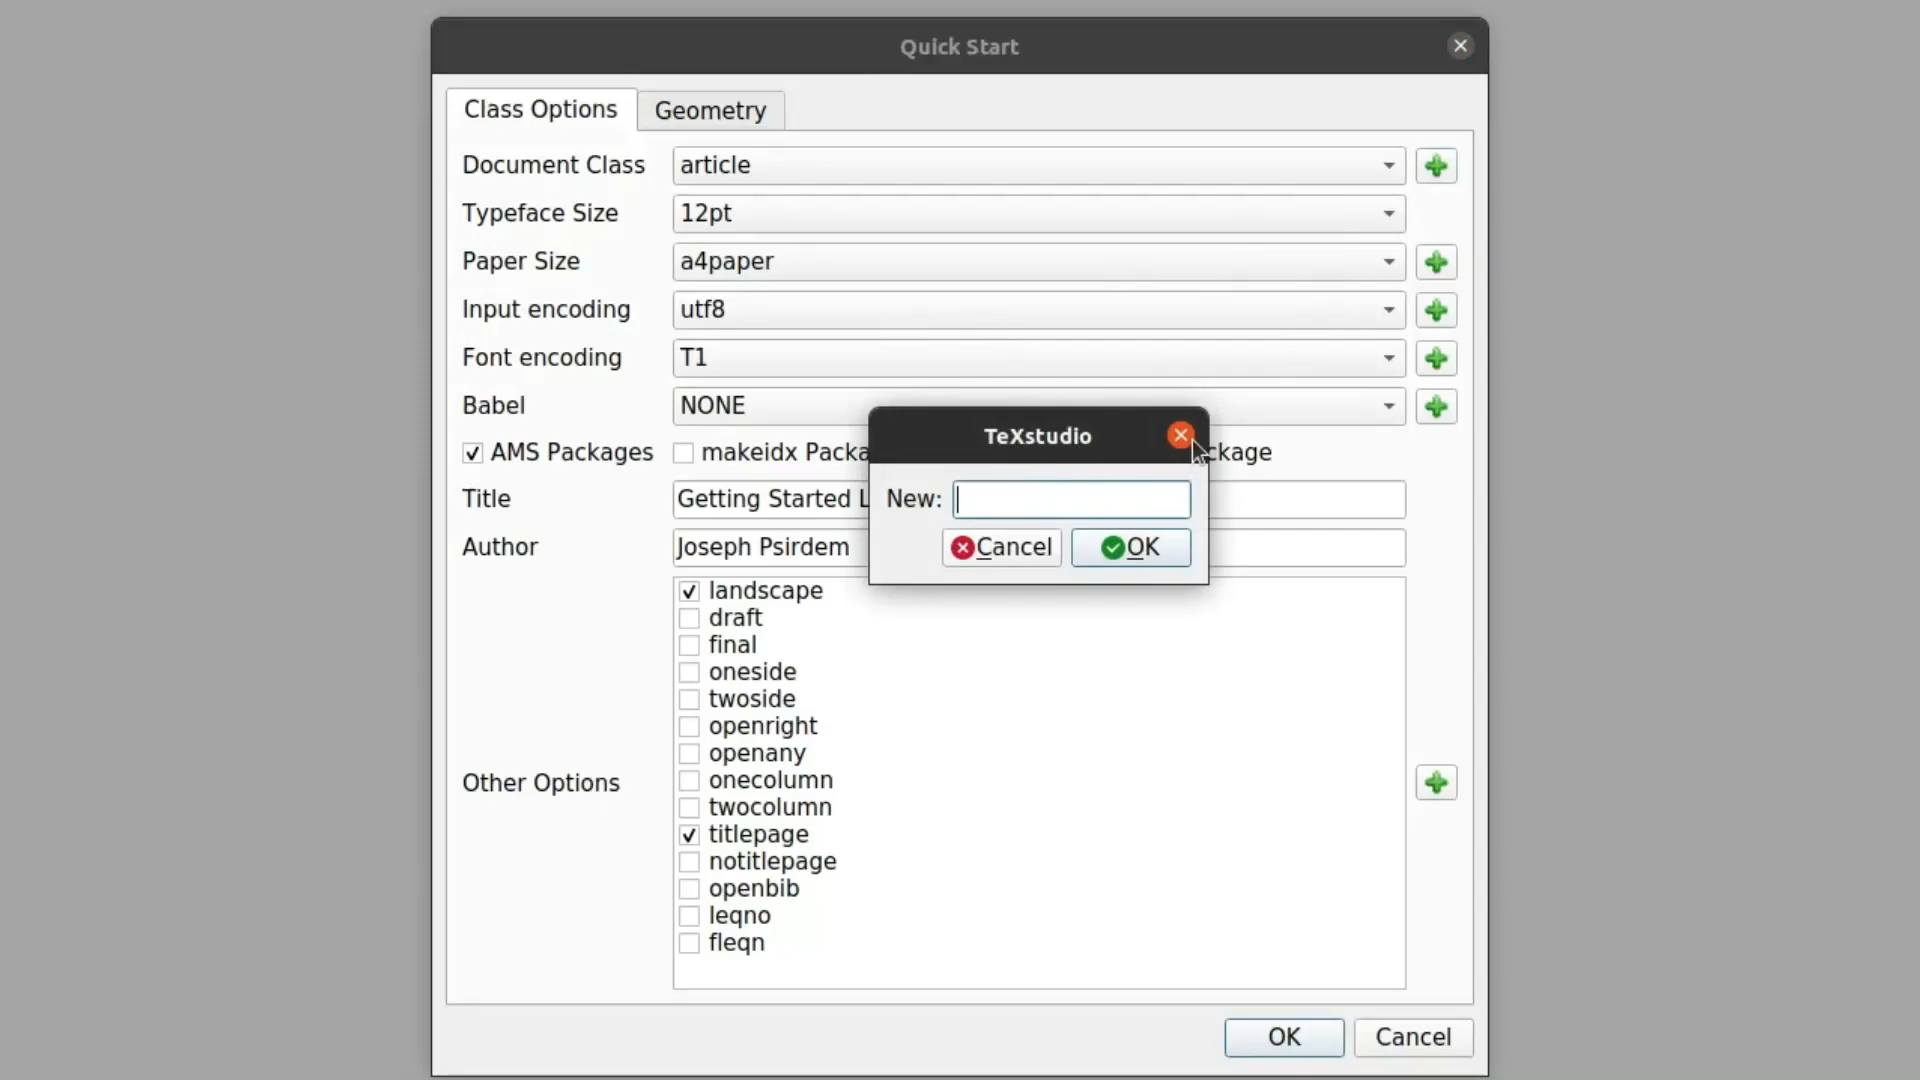 Quick Start
Class Options Geometry
Document Class article
Typeface Size 12pt
Paper Size a4paper
Input encoding utf8
Font encoding T1
Babel NONE
TeXstudio
AMS Packages makeidx Packa ckage
Title Getting Started L
New:
Author Joseph Psirdem
Cancel OK
landscape
draft
final
oneside
twoside
openright
openany
onecolumn
Other Options
twocolumn
titlepage
notitlepage
openbib
leqno
fleqn
OK Cancel